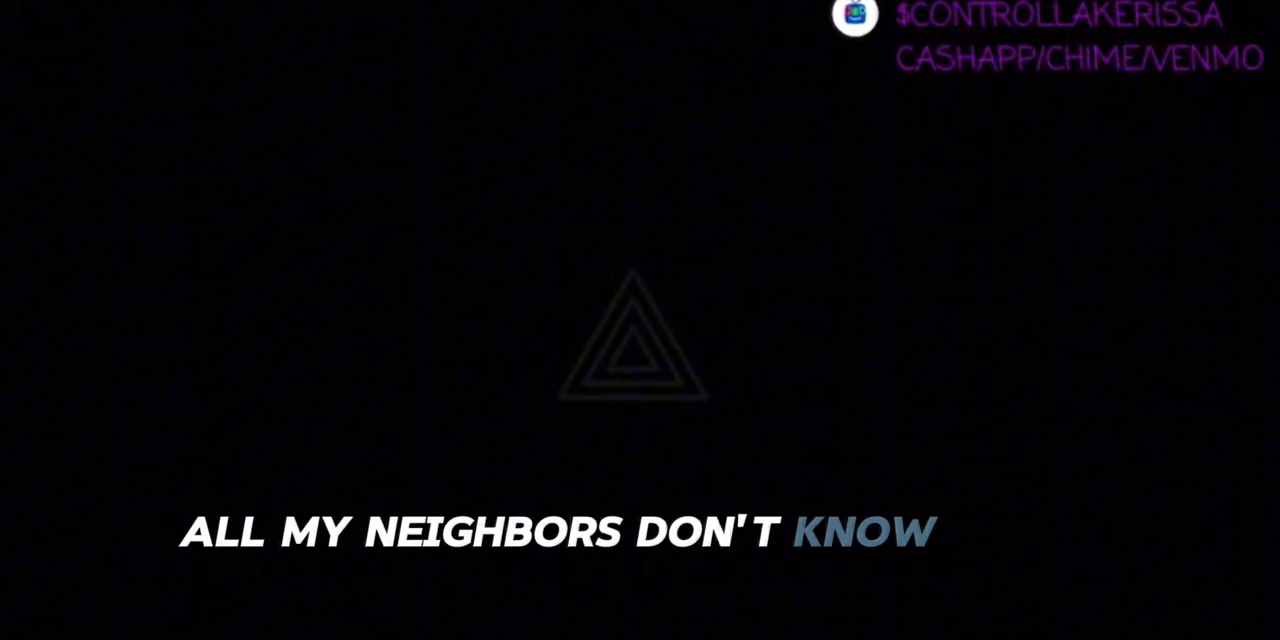 $CONTROLLAKERISSA
CASHAPP/CHIME/VENMO
ALL MY NEIGHBORS DON'T KNOW